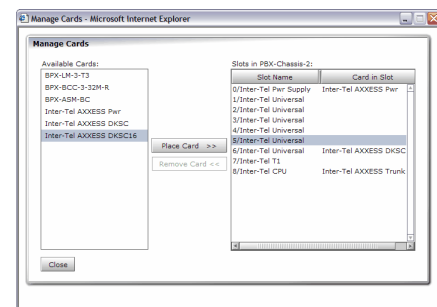 Manage Cards - Microsoft Internet Explorer
Manage Cards
Available Cards:
BPX-LM-3-T3
BPX-BCC-3-32M-R
BPX-ASM-BC
Inter-Tel AXXESS Pwr
Inter-Tel AXXESS DKSC
Inter-Tel AXXESS DKSC16
Place Card >>
Remove Card <<
Slots in PBX-Chassis-2:
Slot Name Card in Slot
0/Inter-Tel Pwr Supply Inter-Tel AXXESS Pwr
1/Inter-Tel Universal
2/Inter-Tel Universal
3/Inter-Tel Universal
4/Inter-Tel Universal
5/Inter-Tel Universal
6/Inter-Tel Universal Inter-Tel AXXESS DKSC
7/Inter-Tel T1
8/Inter-Tel CPU Inter-Tel AXXESS Trunk
Close